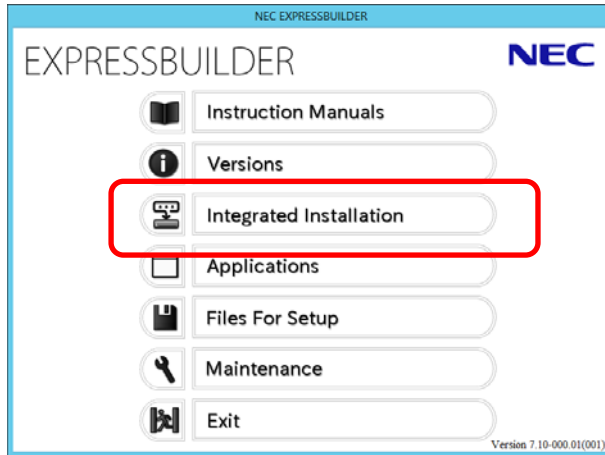 NEC EXPRESSBUILDER
EXPRESSBUILDER
NEC
Instruction Manuals
Versions
Integrated Installation
Applications
Files For Setup
Maintenance
Exit
Version 7.10-000.01(001)